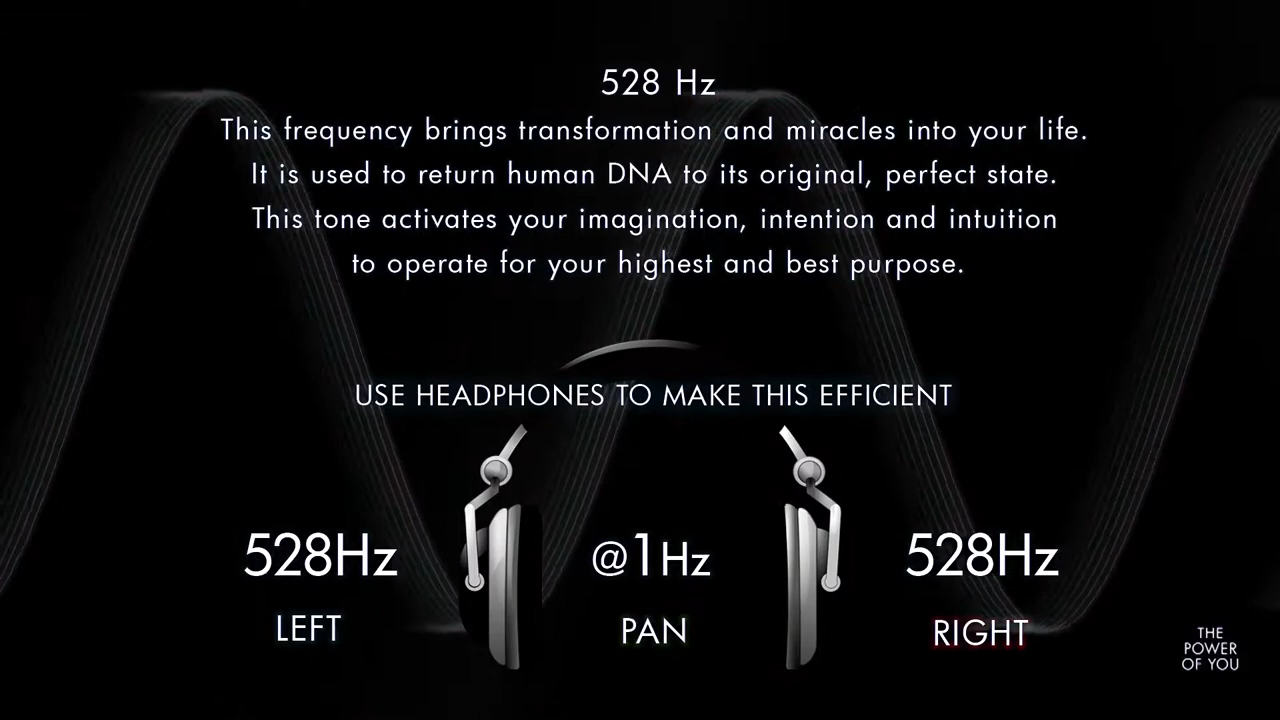 528 Hz
This frequency brings transformation and miracles into your life.
It is used to return human DNA to its original, perfect state.
This tone activates your imagination, intention and intuition
to operate for your highest and best purpose.
USE HEADPHONES TO MAKE THIS EFFICIENT
528Hz @1Hz 528Hz
LEFT PAN RIGHT
THE
POWER
OF YOU